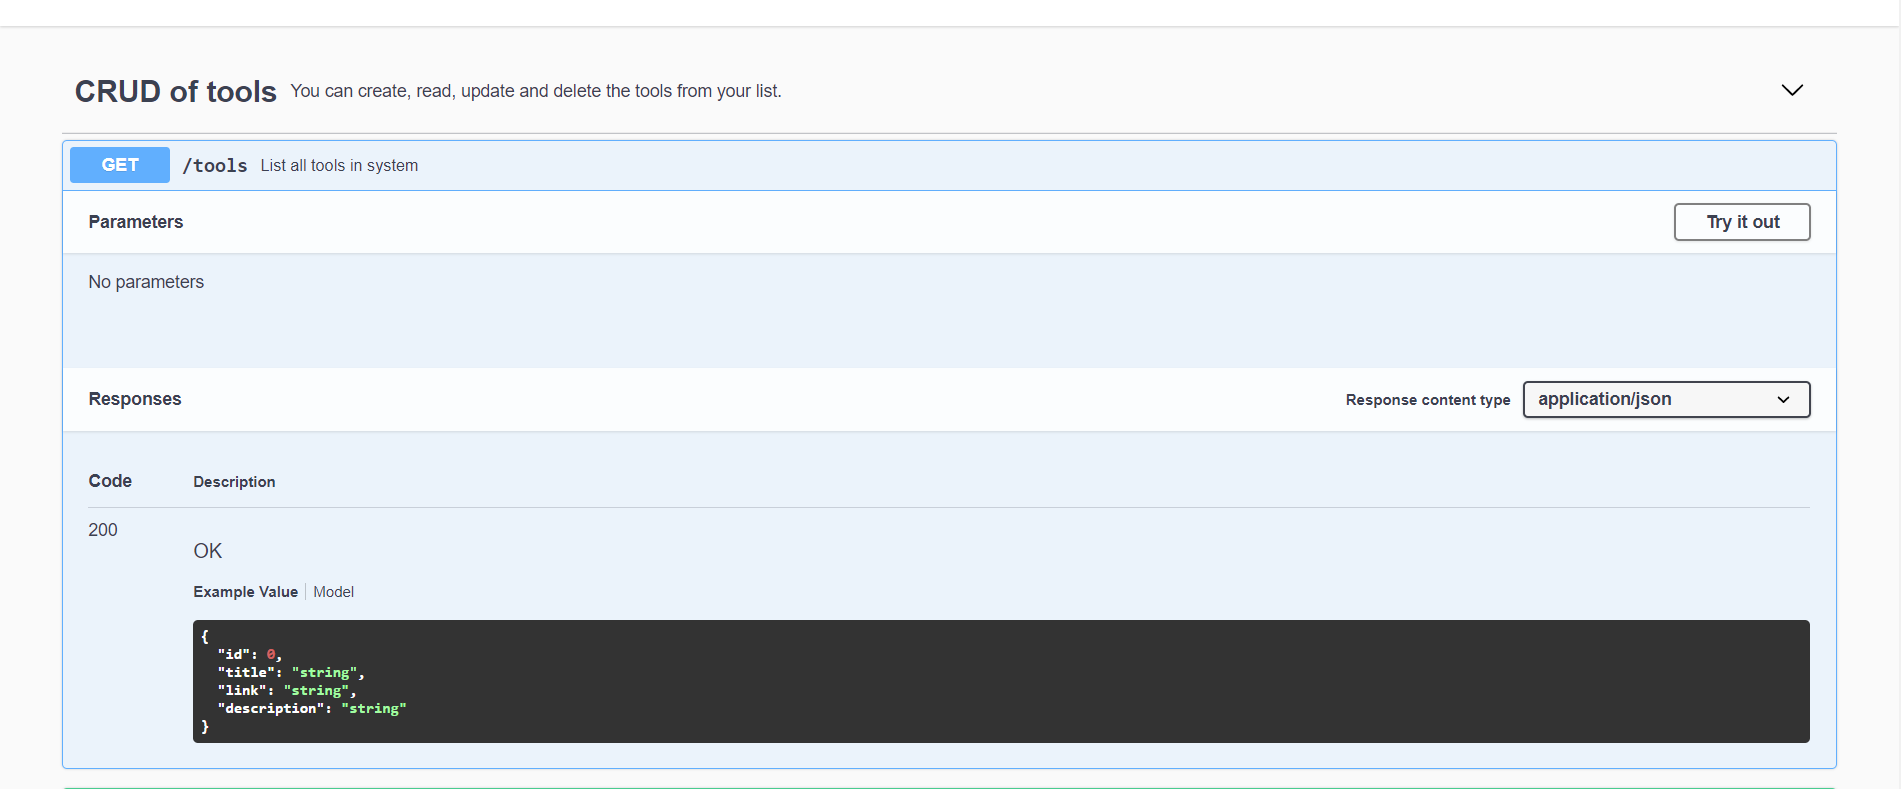 CRUD of tools You can create, read, update and delete the tools from your list.
GET /tools List all tools in system
Parameters Try it out
No parameters
Responses Response content type application/json
Code Description
200
OK
Example Value Model
{
  "id": 0,
  "title": "string",
  "link": "string",
  "description": "string"
}